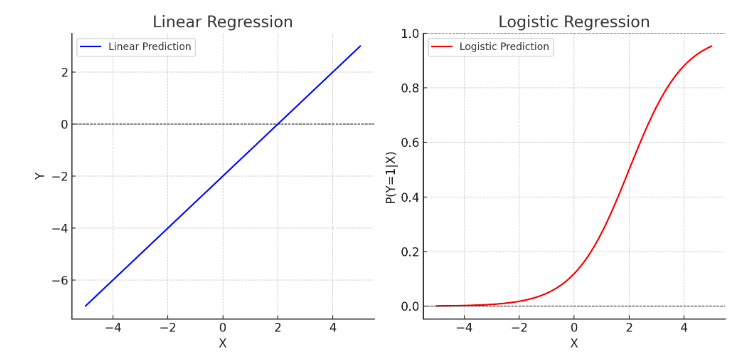 Linear Regression
Linear Prediction
2
0
−2
−4
−6
Y
−4 −2 0 2 4
X
Logistic Regression
Logistic Prediction
1.0
0.8
0.6
0.4
0.2
0.0
P(Y=1|X)
−4 −2 0 2 4
X